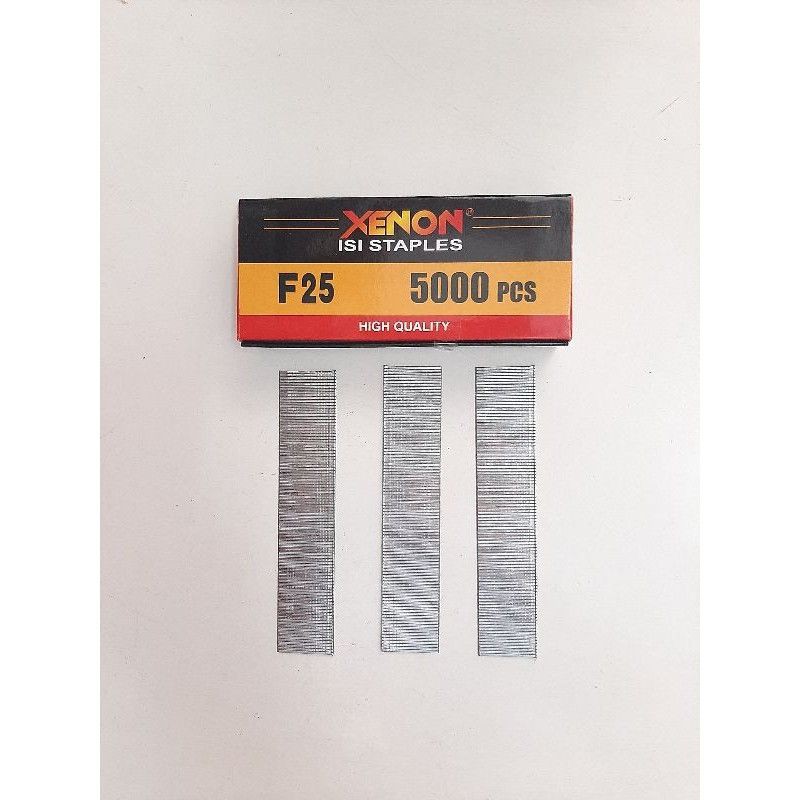 XENON®
ISI STAPLES
F25 5000 PCS
HIGH QUALITY